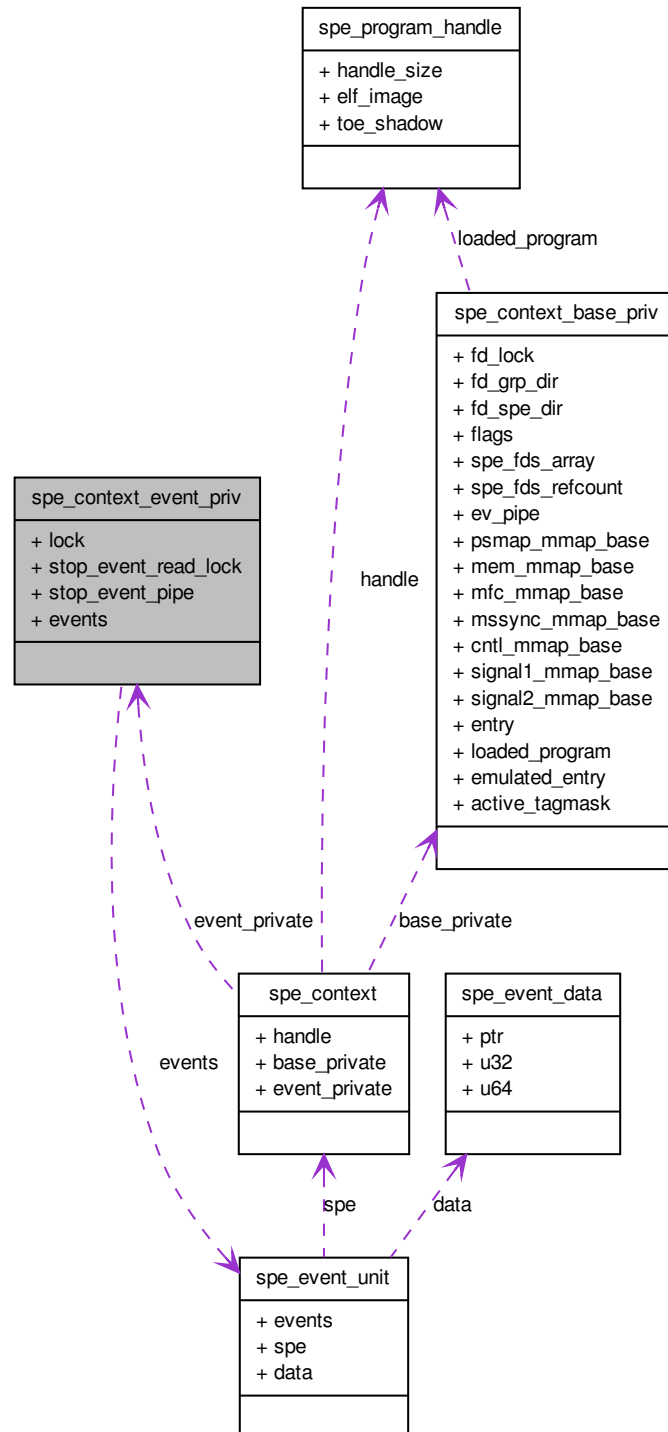 spe_program_handle
+ handle_size
+ elf_image
+ toe_shadow
loaded_program
spe_context_base_priv
+ fd_lock
+ fd_grp_dir
+ fd_spe_dir
+ flags
+ spe_fds_array
+ spe_fds_refcount
+ ev_pipe
+ psmap_mmap_base
+ mem_mmap_base
+ mfc_mmap_base
+ mssync_mmap_base
+ cntl_mmap_base
+ signal1_mmap_base
+ signal2_mmap_base
+ entry
+ loaded_program
+ emulated_entry
+ active_tagmask
handle
spe_context_event_priv
+ lock
+ stop_event_read_lock
+ stop_event_pipe
+ events
event_private
base_private
spe_context
+ handle
+ base_private
+ event_private
spe_event_data
+ ptr
+ u32
+ u64
events
spe
data
spe_event_unit
+ events
+ spe
+ data